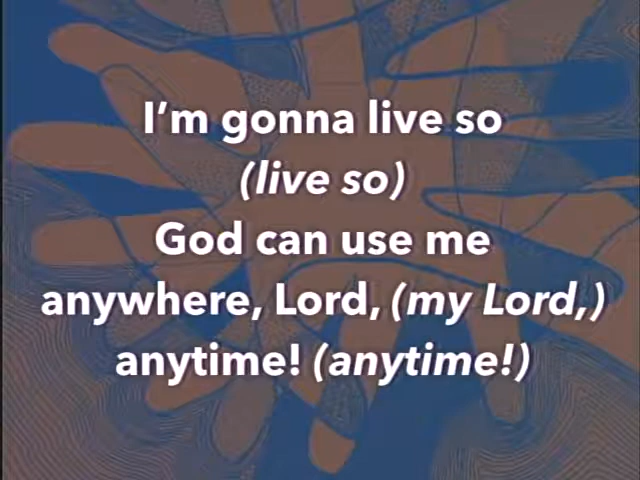 I’m gonna live so
(live so)
God can use me
anywhere, Lord, (my Lord,)
anytime! (anytime!)